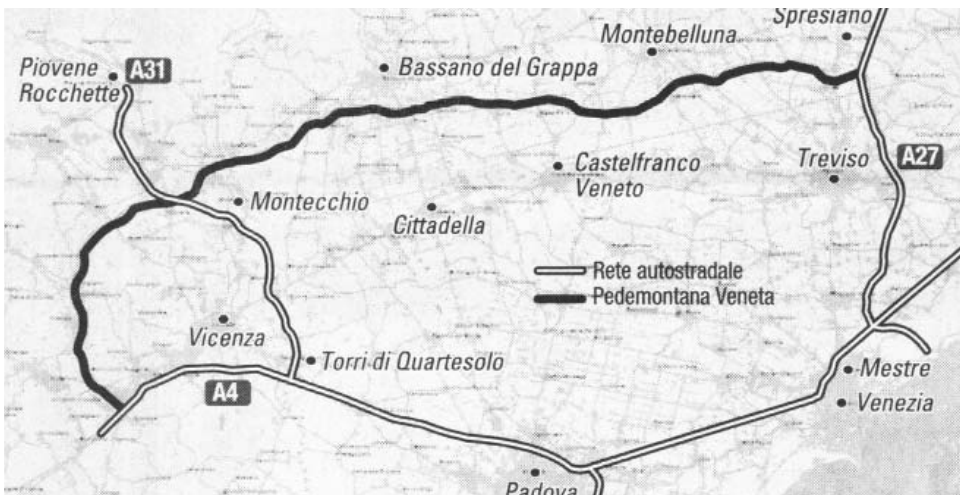 Spresiano
Montebelluna
Piovene
Rocchette
A31
Bassano del Grappa
Castelfranco
Veneto
Treviso
A27
Montecchio
Cittadella
Rete autostradale
Pedemontana Veneta
Vicenza
Torri di Quartesolo
A4
Mestre
Venezia
Padova